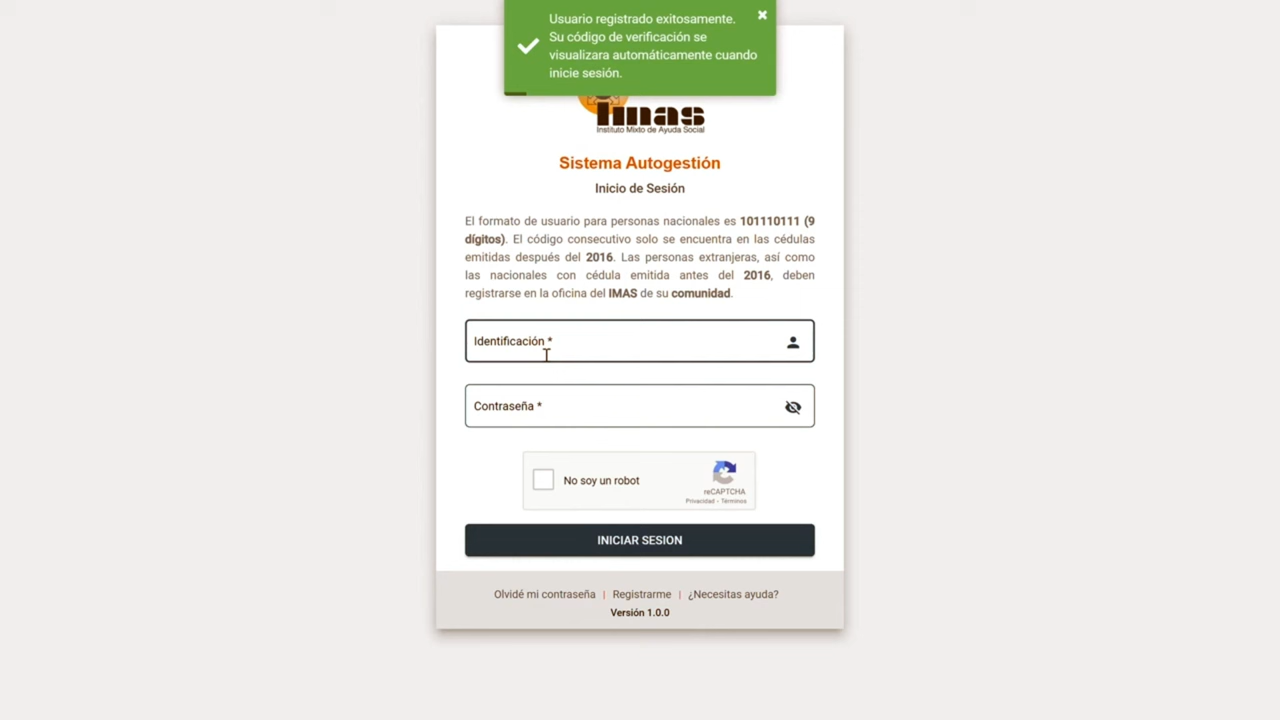 Usuario registrado exitosamente.
Su código de verificación se
visualizara automáticamente cuando
inicie sesión.
imas
Instituto Mixto de Ayuda Social
Sistema Autogestión
Inicio de Sesión
El formato de usuario para personas nacionales es 101110111 (9
dígitos). El código consecutivo solo se encuentra en las cédulas
emitidas después del 2016. Las personas extranjeras, así como
las nacionales con cédula emitida antes del 2016, deben
registrarse en la oficina del IMAS de su comunidad.
Identificación *
Contraseña *
No soy un robot
reCAPTCHA
Privacidad - Términos
INICIAR SESION
Olvidé mi contraseña | Registrarme | ¿Necesitas ayuda?
Versión 1.0.0